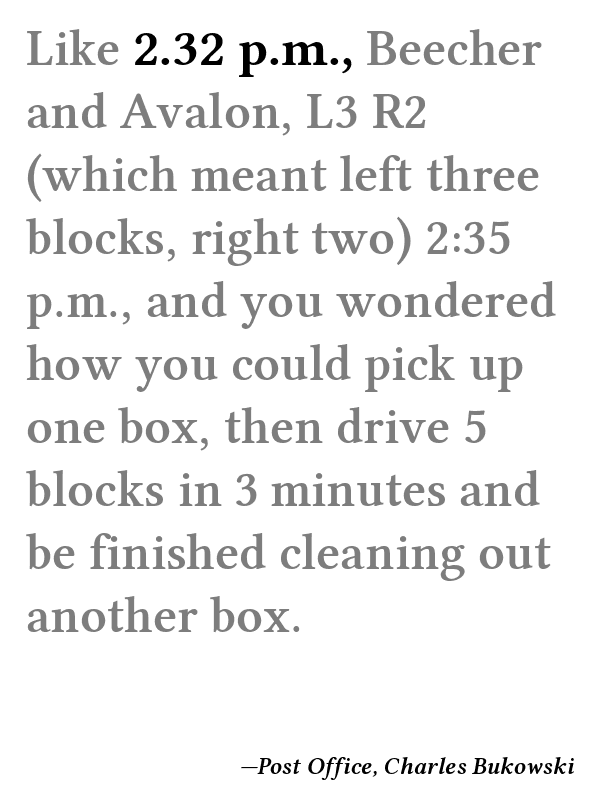 Like 2.32 p.m., Beecher
and Avalon, L3 R2
(which meant left three
blocks, right two) 2:35
p.m., and you wondered
how you could pick up
one box, then drive 5
blocks in 3 minutes and
be finished cleaning out
another box.
—Post Office, Charles Bukowski